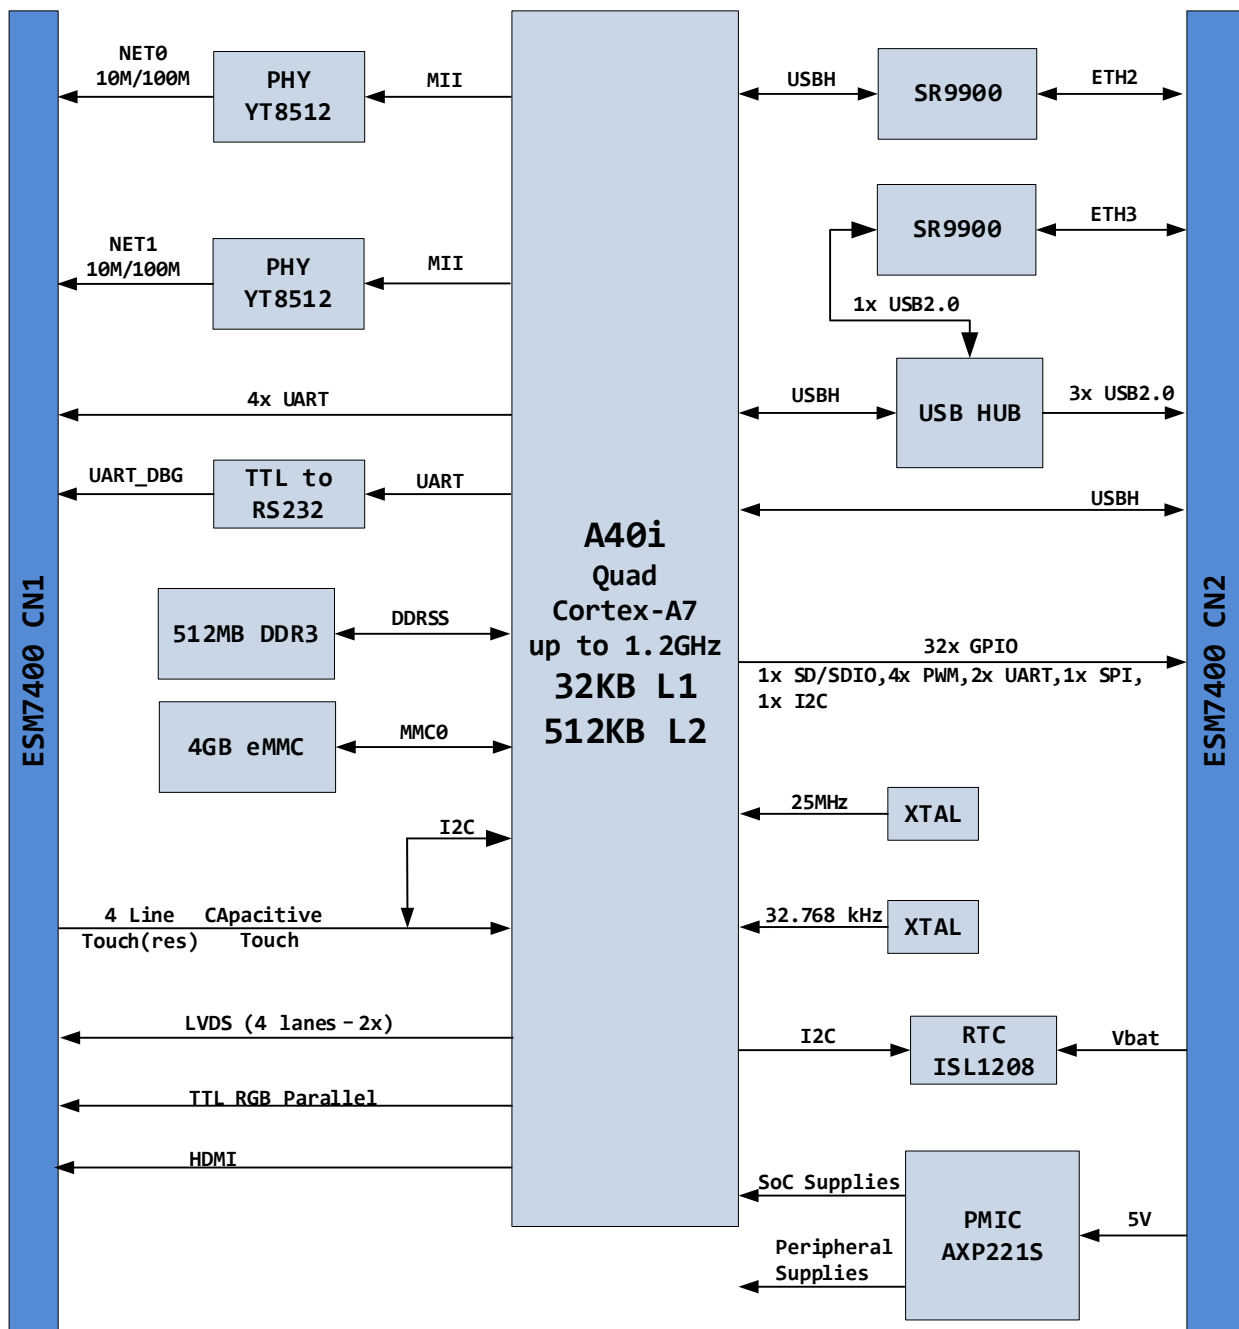 ESM7400 CN1
NET0
10M/100M
PHY
YT8512
MII
NET1
10M/100M
PHY
YT8512
MII
4x UART
UART_DBG
TTL to
RS232
UART
512MB DDR3
DDRSS
4GB eMMC
MMC0
I2C
4 Line
Touch(res)
CApacitive
Touch
LVDS (4 lanes–2x)
TTL RGB Parallel
HDMI
A40i
Quad
Cortex-A7
up to 1.2GHz
32KB L1
512KB L2
USBH
SR9900
ETH2
SR9900
ETH3
1x USB2.0
USBH
USB HUB
3x USB2.0
USBH
32x GPIO
1x SD/SDIO,4x PWM,2x UART,1x SPI,
1x I2C
25MHz
XTAL
32.768 kHz
XTAL
I2C
RTC
ISL1208
Vbat
SoC Supplies
Peripheral
Supplies
PMIC
AXP221S
5V
ESM7400 CN2